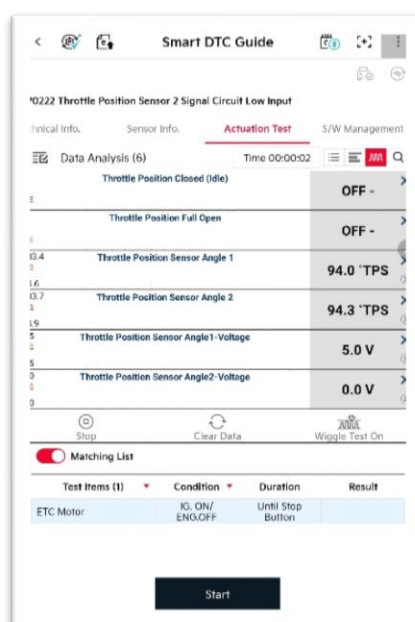 Smart DTC Guide
0222 Throttle Position Sensor 2 Signal Circuit Low Input
Info. Sensor Info. Actuation Test S/W Management
Data Analysis (6) Time 00:00:02
Throttle Position Closed (Idle) OFF -
Throttle Position Full Open OFF -
Throttle Position Sensor Angle 1 94.0 °TPS
Throttle Position Sensor Angle 2 94.3 °TPS
Throttle Position Sensor Angle1-Voltage 5.0 V
Throttle Position Sensor Angle2-Voltage 0.0 V
Stop Clear Data Wiggle Test On
Matching List
Test Items (1) Condition Duration Result
ETC Motor IG. ON/ ENG.OFF Until Stop Button
Start